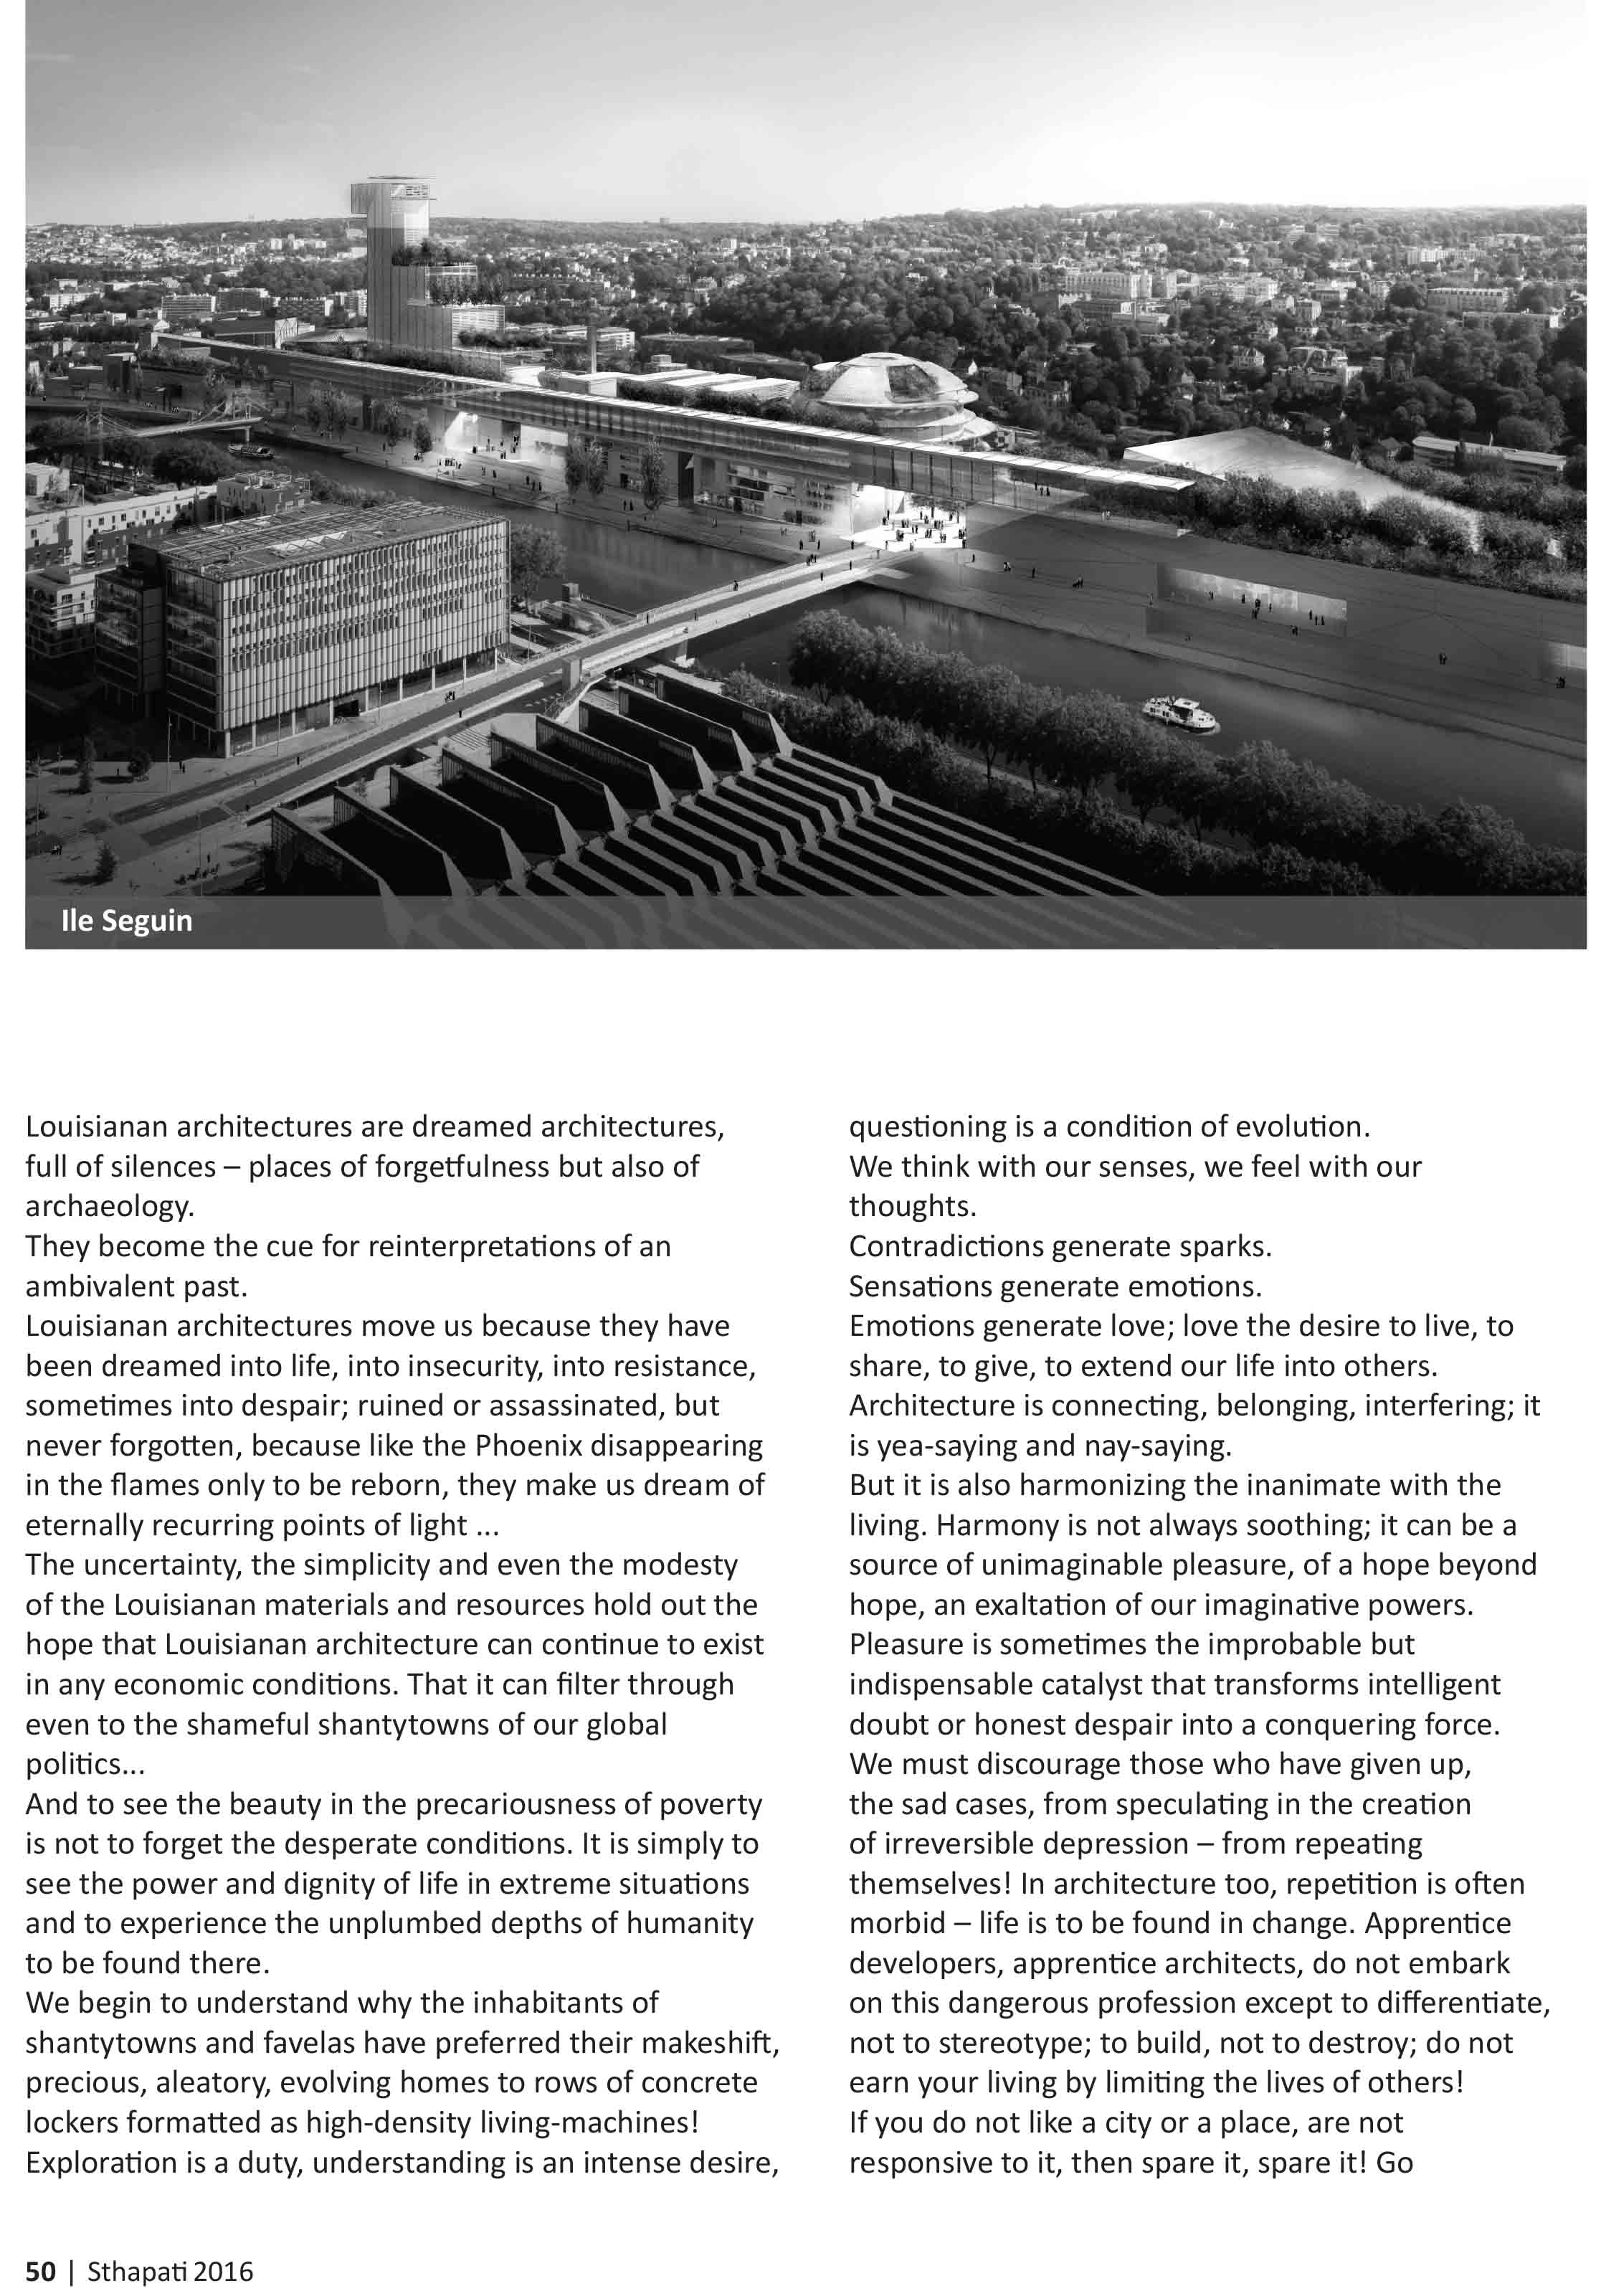 Ile Seguin
Louisianan architectures are dreamed architectures,
full of silences – places of forgetfulness but also of
archaeology.
They become the cue for reinterpretations of an
ambivalent past.
Louisianan architectures move us because they have
been dreamed into life, into insecurity, into resistance,
sometimes into despair; ruined or assassinated, but
never forgotten, because like the Phoenix disappearing
in the flames only to be reborn, they make us dream of
eternally recurring points of light ...
The uncertainty, the simplicity and even the modesty
of the Louisianan materials and resources hold out the
hope that Louisianan architecture can continue to exist
in any economic conditions. That it can filter through
even to the shameful shantytowns of our global
politics...
And to see the beauty in the precariousness of poverty
is not to forget the desperate conditions. It is simply to
see the power and dignity of life in extreme situations
and to experience the unplumbed depths of humanity
to be found there.
We begin to understand why the inhabitants of
shantytowns and favelas have preferred their makeshift,
precious, aleatory, evolving homes to rows of concrete
lockers formatted as high-density living-machines!
Exploration is a duty, understanding is an intense desire,
questioning is a condition of evolution.
We think with our senses, we feel with our
thoughts.
Contradictions generate sparks.
Sensations generate emotions.
Emotions generate love; love the desire to live, to
share, to give, to extend our life into others.
Architecture is connecting, belonging, interfering; it
is yea-saying and nay-saying.
But it is also harmonizing the inanimate with the
living. Harmony is not always soothing; it can be a
source of unimaginable pleasure, of a hope beyond
hope, an exaltation of our imaginative powers.
Pleasure is sometimes the improbable but
indispensable catalyst that transforms intelligent
doubt or honest despair into a conquering force.
We must discourage those who have given up,
the sad cases, from speculating in the creation
of irreversible depression – from repeating
themselves! In architecture too, repetition is often
morbid – life is to be found in change. Apprentice
developers, apprentice architects, do not embark
on this dangerous profession except to differentiate,
not to stereotype; to build, not to destroy; do not
earn your living by limiting the lives of others!
If you do not like a city or a place, are not
responsive to it, then spare it, spare it! Go
50 | Sthapati 2016